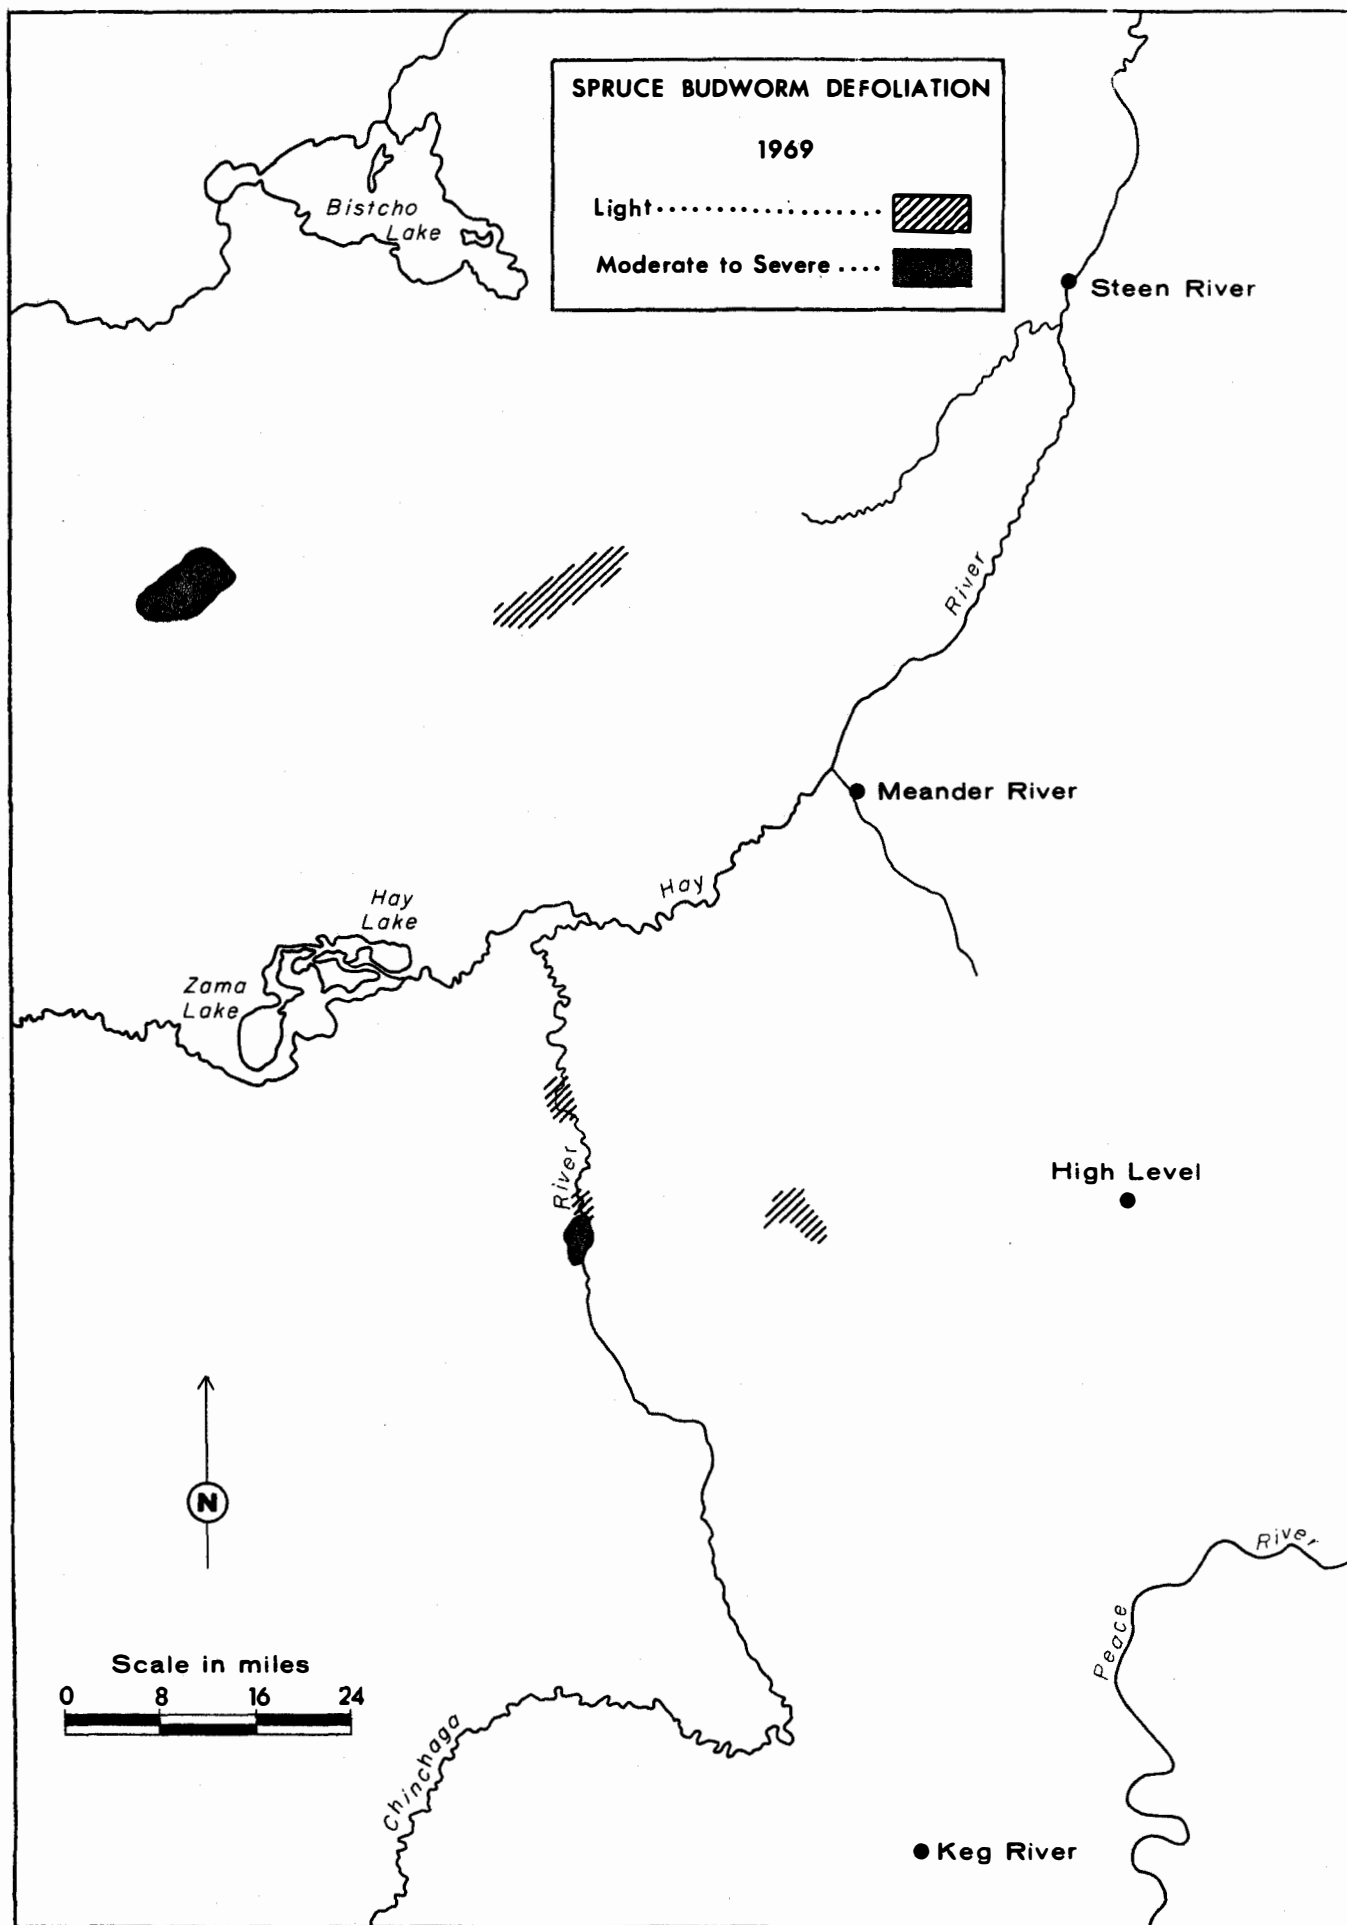 SPRUCE BUDWORM DEFOLIATION
1969
Light..................
Moderate to Severe ....
Bistcho
Lake
Steen River
River
Meander River
Hay
Hay
Lake
Zama
Lake
River
High Level
N
River
Peace
Scale in miles
0 8 16 24
Chinchaga
Keg River